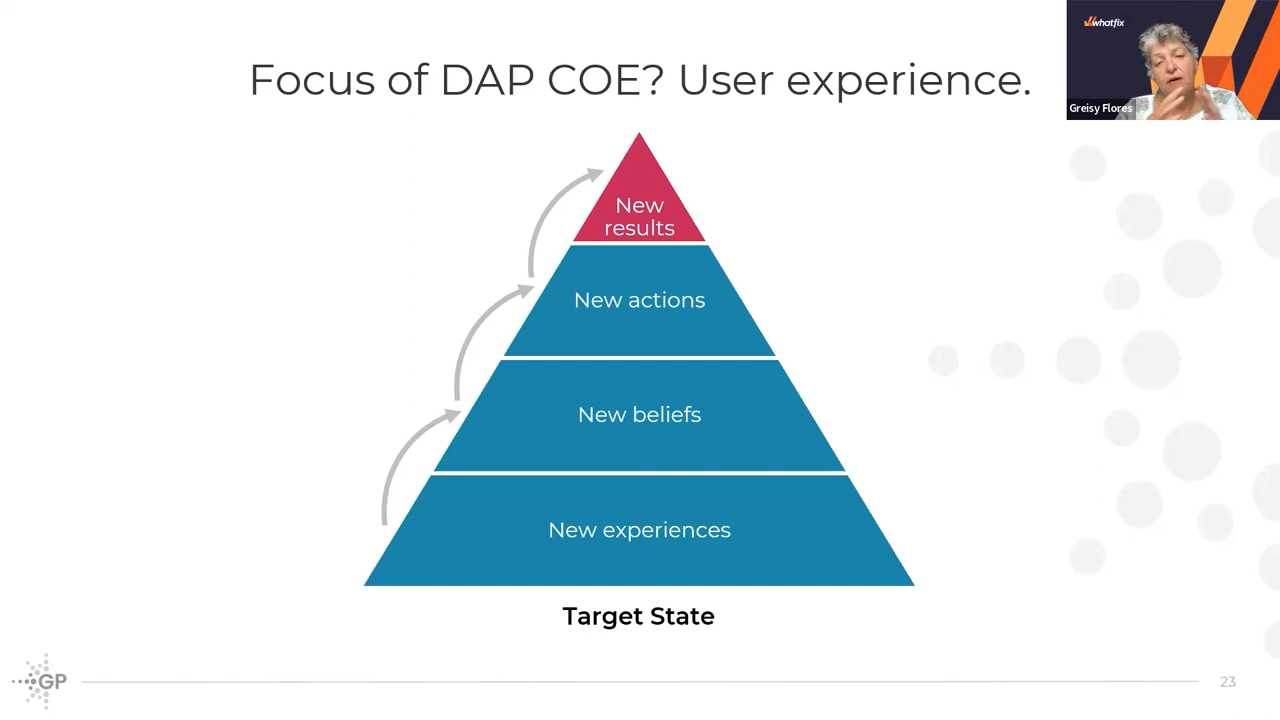 whatfix
Greisy Flores
Focus of DAP COE? User experience.
New
results
New actions
New beliefs
New experiences
Target State
GP
23